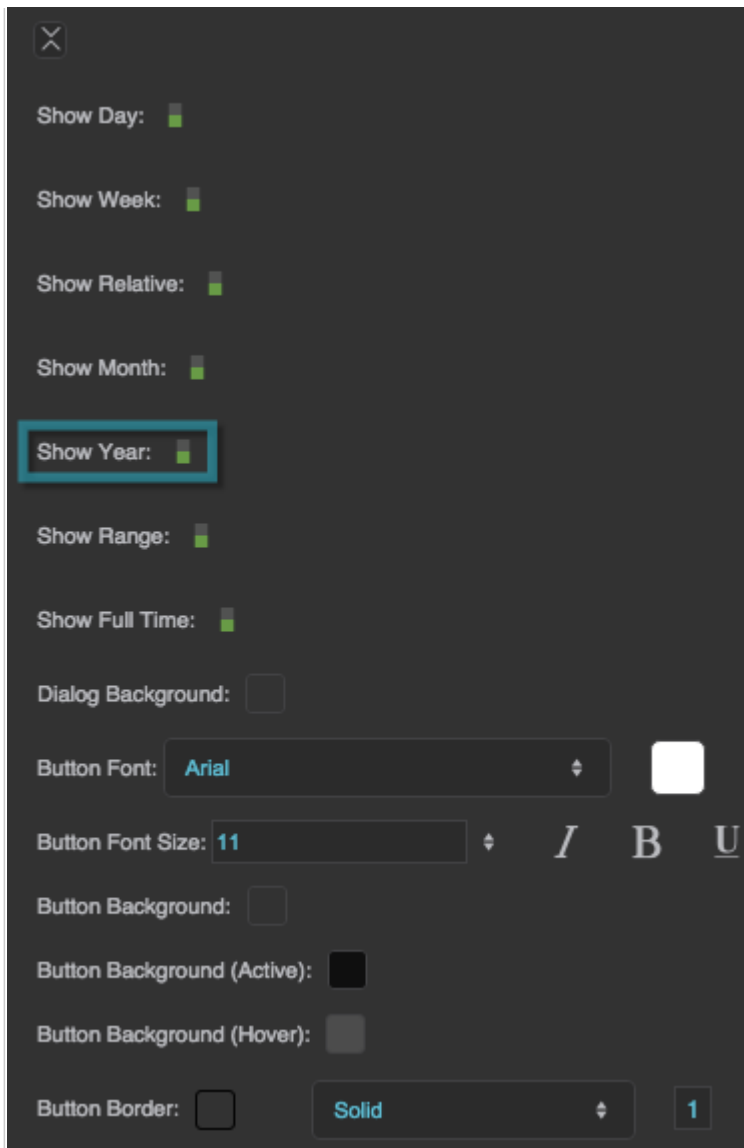 Show Day:
Show Week:
Show Relative:
Show Month:
Show Year:
Show Range:
Show Full Time:
Dialog Background:
Button Font: Arial
Button Font Size: 11 I B U
Button Background:
Button Background (Active):
Button Background (Hover):
Button Border: Solid 1